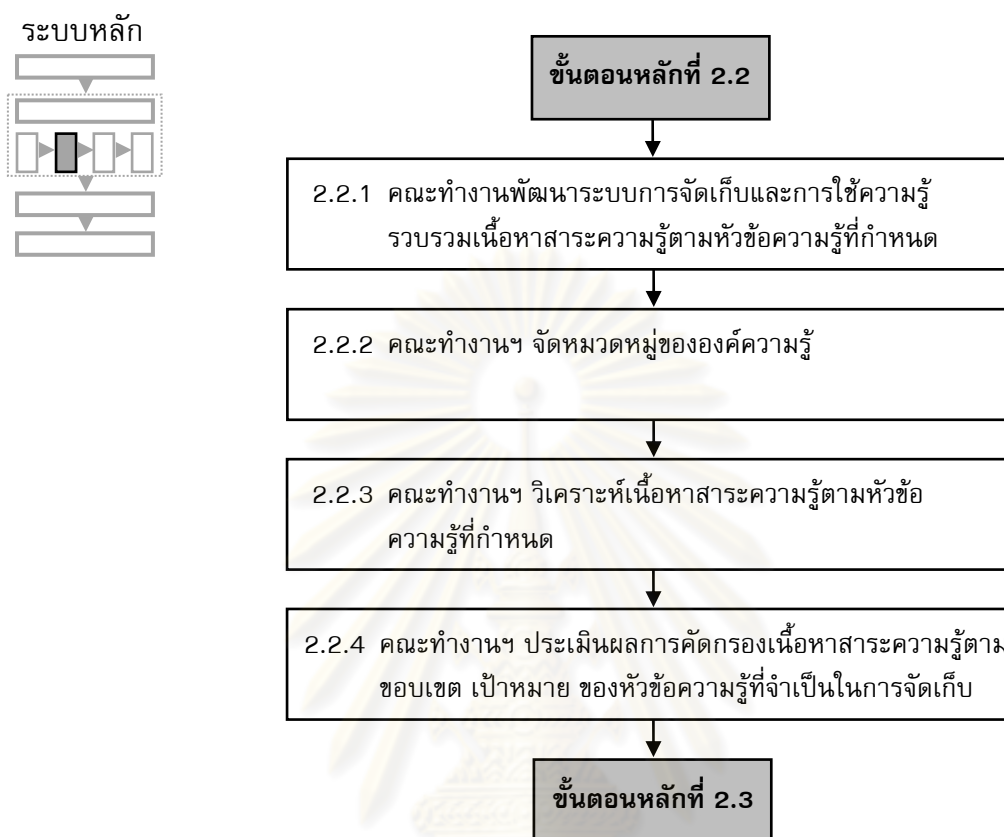 ระบบหลัก
ขั้นตอนหลักที่ 2.2
2.2.1 คณะทำงานพัฒนาระบบการจัดเก็บและการใช้ความรู้
รวบรวมเนื้อหาสาระความรู้ตามหัวข้อความรู้ที่กำหนด
2.2.2 คณะทำงานฯ จัดหมวดหมู่ขององค์ความรู้
2.2.3 คณะทำงานฯ วิเคราะห์เนื้อหาสาระความรู้ตามหัวข้อ
ความรู้ที่กำหนด
2.2.4 คณะทำงานฯ ประเมินผลการคัดกรองเนื้อหาสาระความรู้ตาม
ขอบเขต เป้าหมาย ของหัวข้อความรู้ที่จำเป็นในการจัดเก็บ
ขั้นตอนหลักที่ 2.3